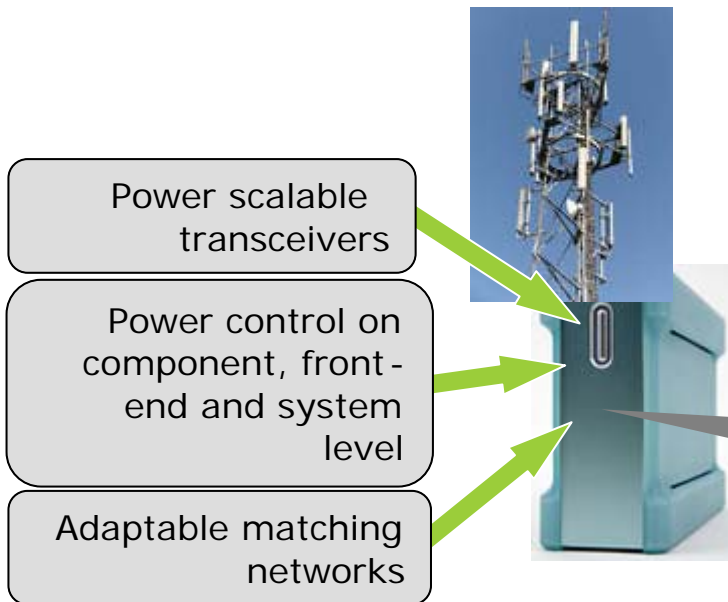 Power scalable
transceivers
Power control on
component, front-
end and system
level
Adaptable matching
networks